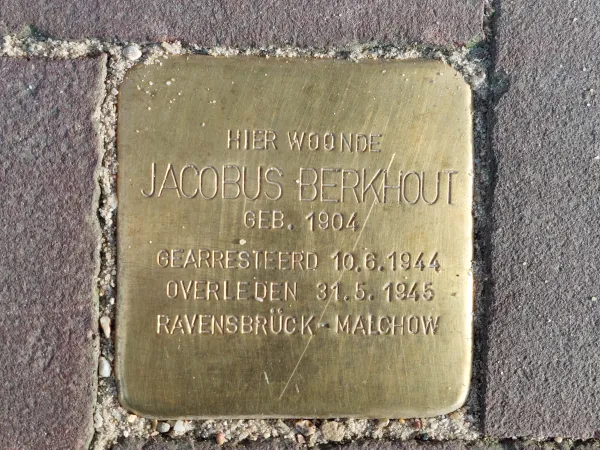 HIER WOONDE
JACOBUS BERKHOUT
GEB. 1904
GEARRESTEERD 10.6.1944
OVERLEDEN 31.5.1945
RAVENSBRÜCK-MALCHOW